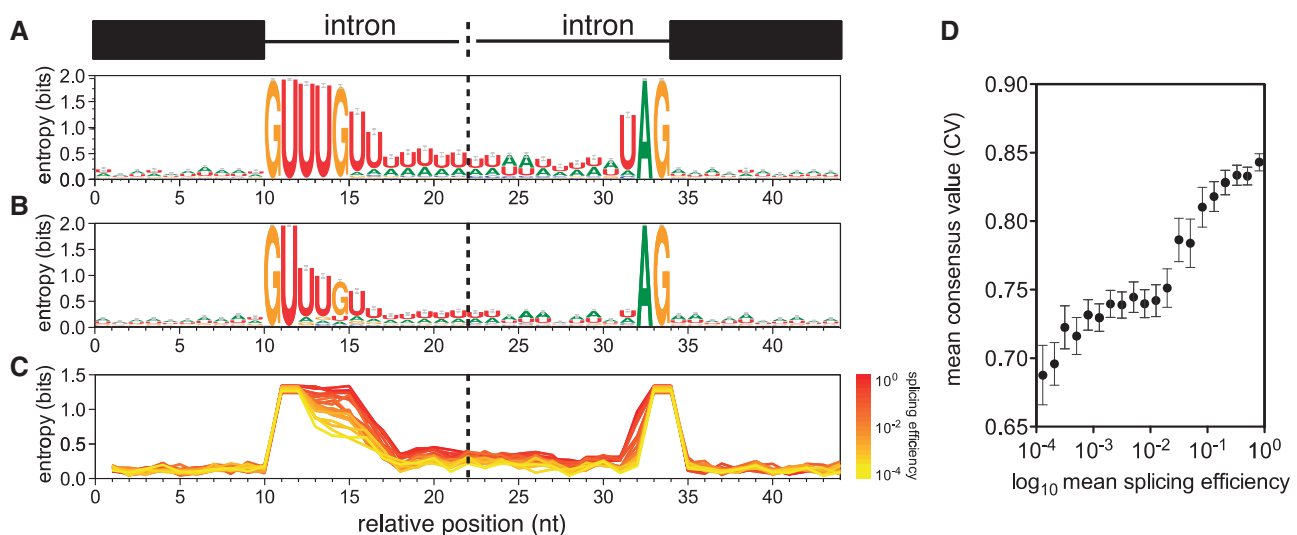 A
intron
intron
entropy (bits)
2.0
1.5
1.0
0.5
0.0
GUUUGUU
UAG
0 5 10 15 20 25 30 35 40
B
entropy (bits)
2.0
1.5
1.0
0.5
0.0
GUUUGUU
AG
0 5 10 15 20 25 30 35 40
C
entropy (bits)
1.5
1.0
0.5
0.0
0 5 10 15 20 25 30 35 40
relative position (nt)
10⁰
10⁻²
10⁻⁴
splicing efficiency
D
mean consensus value (CV)
0.90
0.85
0.80
0.75
0.70
0.65
10⁻⁴ 10⁻³ 10⁻² 10⁻¹ 10⁰
log₁₀ mean splicing efficiency